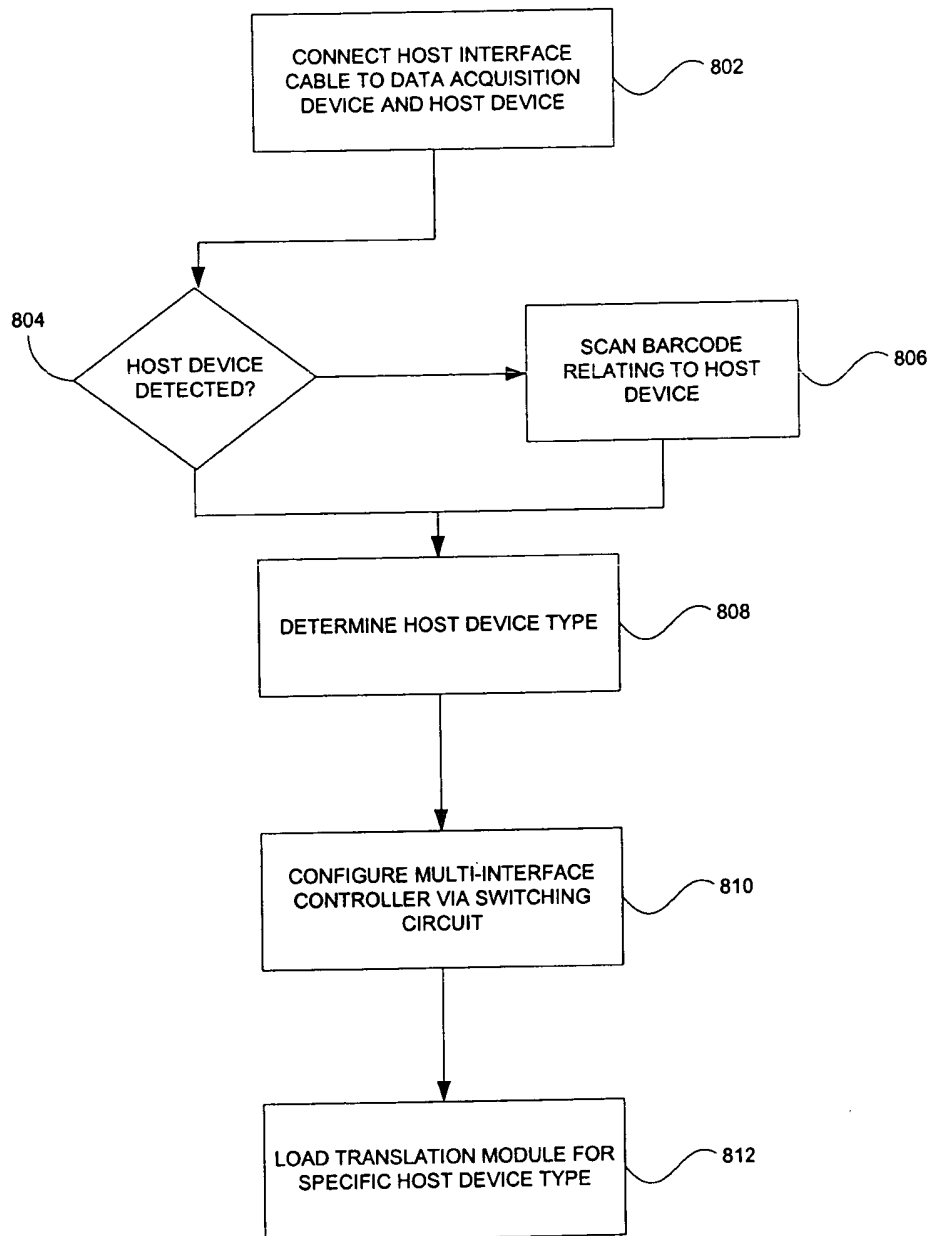 CONNECT HOST INTERFACE
CABLE TO DATA ACQUISITION
DEVICE AND HOST DEVICE
802
804
HOST DEVICE
DETECTED?
SCAN BARCODE
RELATING TO HOST
DEVICE
806
DETERMINE HOST DEVICE TYPE
808
CONFIGURE MULTI-INTERFACE
CONTROLLER VIA SWITCHING
CIRCUIT
810
LOAD TRANSLATION MODULE FOR
SPECIFIC HOST DEVICE TYPE
812